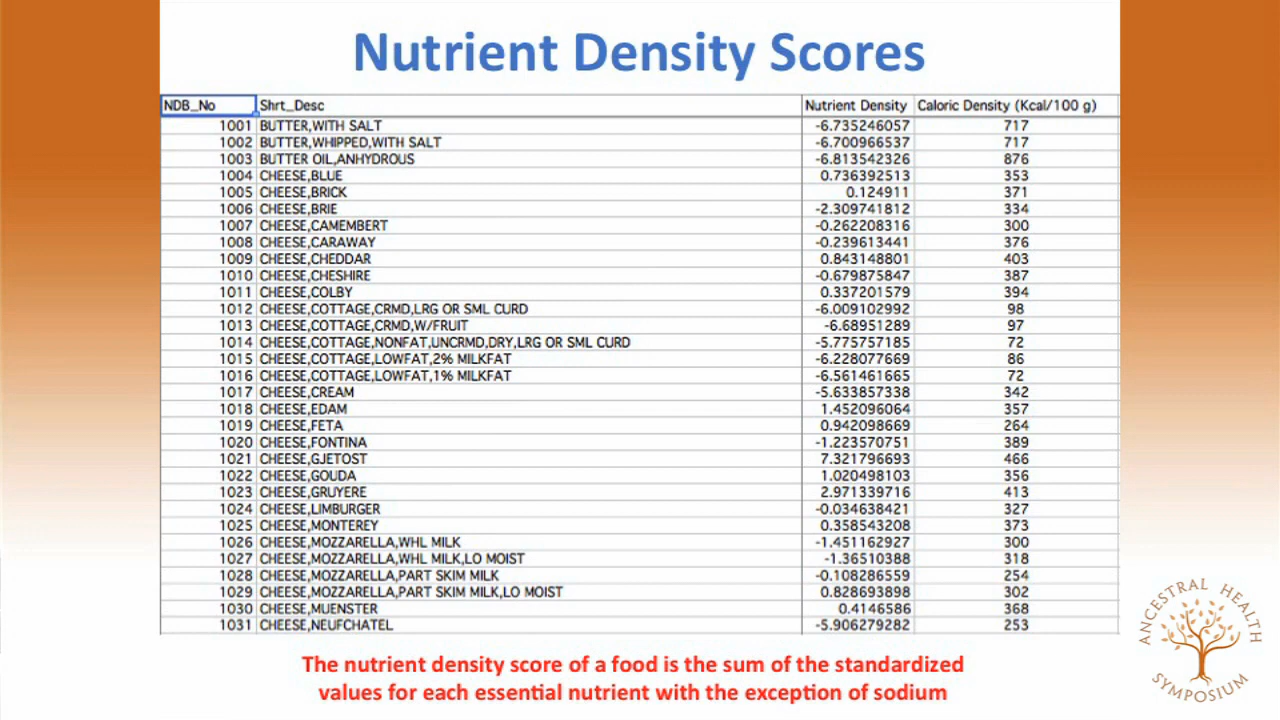 Nutrient Density Scores
NDB_No Shrt_Desc Nutrient Density Caloric Density (Kcal/100 g)
1001 BUTTER,WITH SALT -6.735246057 717
1002 BUTTER,WHIPPED,WITH SALT -6.700966537 717
1003 BUTTER OIL,ANHYDROUS -6.813542326 876
1004 CHEESE,BLUE 0.736392513 353
1005 CHEESE,BRICK 0.124911 371
1006 CHEESE,BRIE -2.309741812 334
1007 CHEESE,CAMEMBERT -0.262208316 300
1008 CHEESE,CARAWAY -0.239613441 376
1009 CHEESE,CHEDDAR 0.843148801 403
1010 CHEESE,CHESHIRE -0.679875847 387
1011 CHEESE,COLBY 0.337201579 394
1012 CHEESE,COTTAGE,CRMD,LRG OR SML CURD -6.009102992 98
1013 CHEESE,COTTAGE,CRMD,W/FRUIT -6.68951289 97
1014 CHEESE,COTTAGE,NONFAT,UNCRMD,DRY,LRG OR SML CURD -5.775757185 72
1015 CHEESE,COTTAGE,LOWFAT,2% MILKFAT -6.228077669 86
1016 CHEESE,COTTAGE,LOWFAT,1% MILKFAT -6.561461665 72
1017 CHEESE,CREAM -5.633857338 342
1018 CHEESE,EDAM 1.452096064 357
1019 CHEESE,FETA 0.942098669 264
1020 CHEESE,FONTINA -1.223570751 389
1021 CHEESE,GJETOST 7.321796693 466
1022 CHEESE,GOUDA 1.020498103 356
1023 CHEESE,GRUYERE 2.971339716 413
1024 CHEESE,LIMBURGER -0.034638421 327
1025 CHEESE,MONTEREY 0.358543208 373
1026 CHEESE,MOZZARELLA,WHL MILK -1.451162927 300
1027 CHEESE,MOZZARELLA,WHL MILK,LO MOIST -1.36510388 318
1028 CHEESE,MOZZARELLA,PART SKIM MILK -0.108286559 254
1029 CHEESE,MOZZARELLA,PART SKIM MILK,LO MOIST 0.828693898 302
1030 CHEESE,MUENSTER 0.4146586 368
1031 CHEESE,NEUFCHATEL -5.906279282 253
The nutrient density score of a food is the sum of the standardized
values for each essential nutrient with the exception of sodium
ANCESTRAL HEALTH
SYMPOSIUM